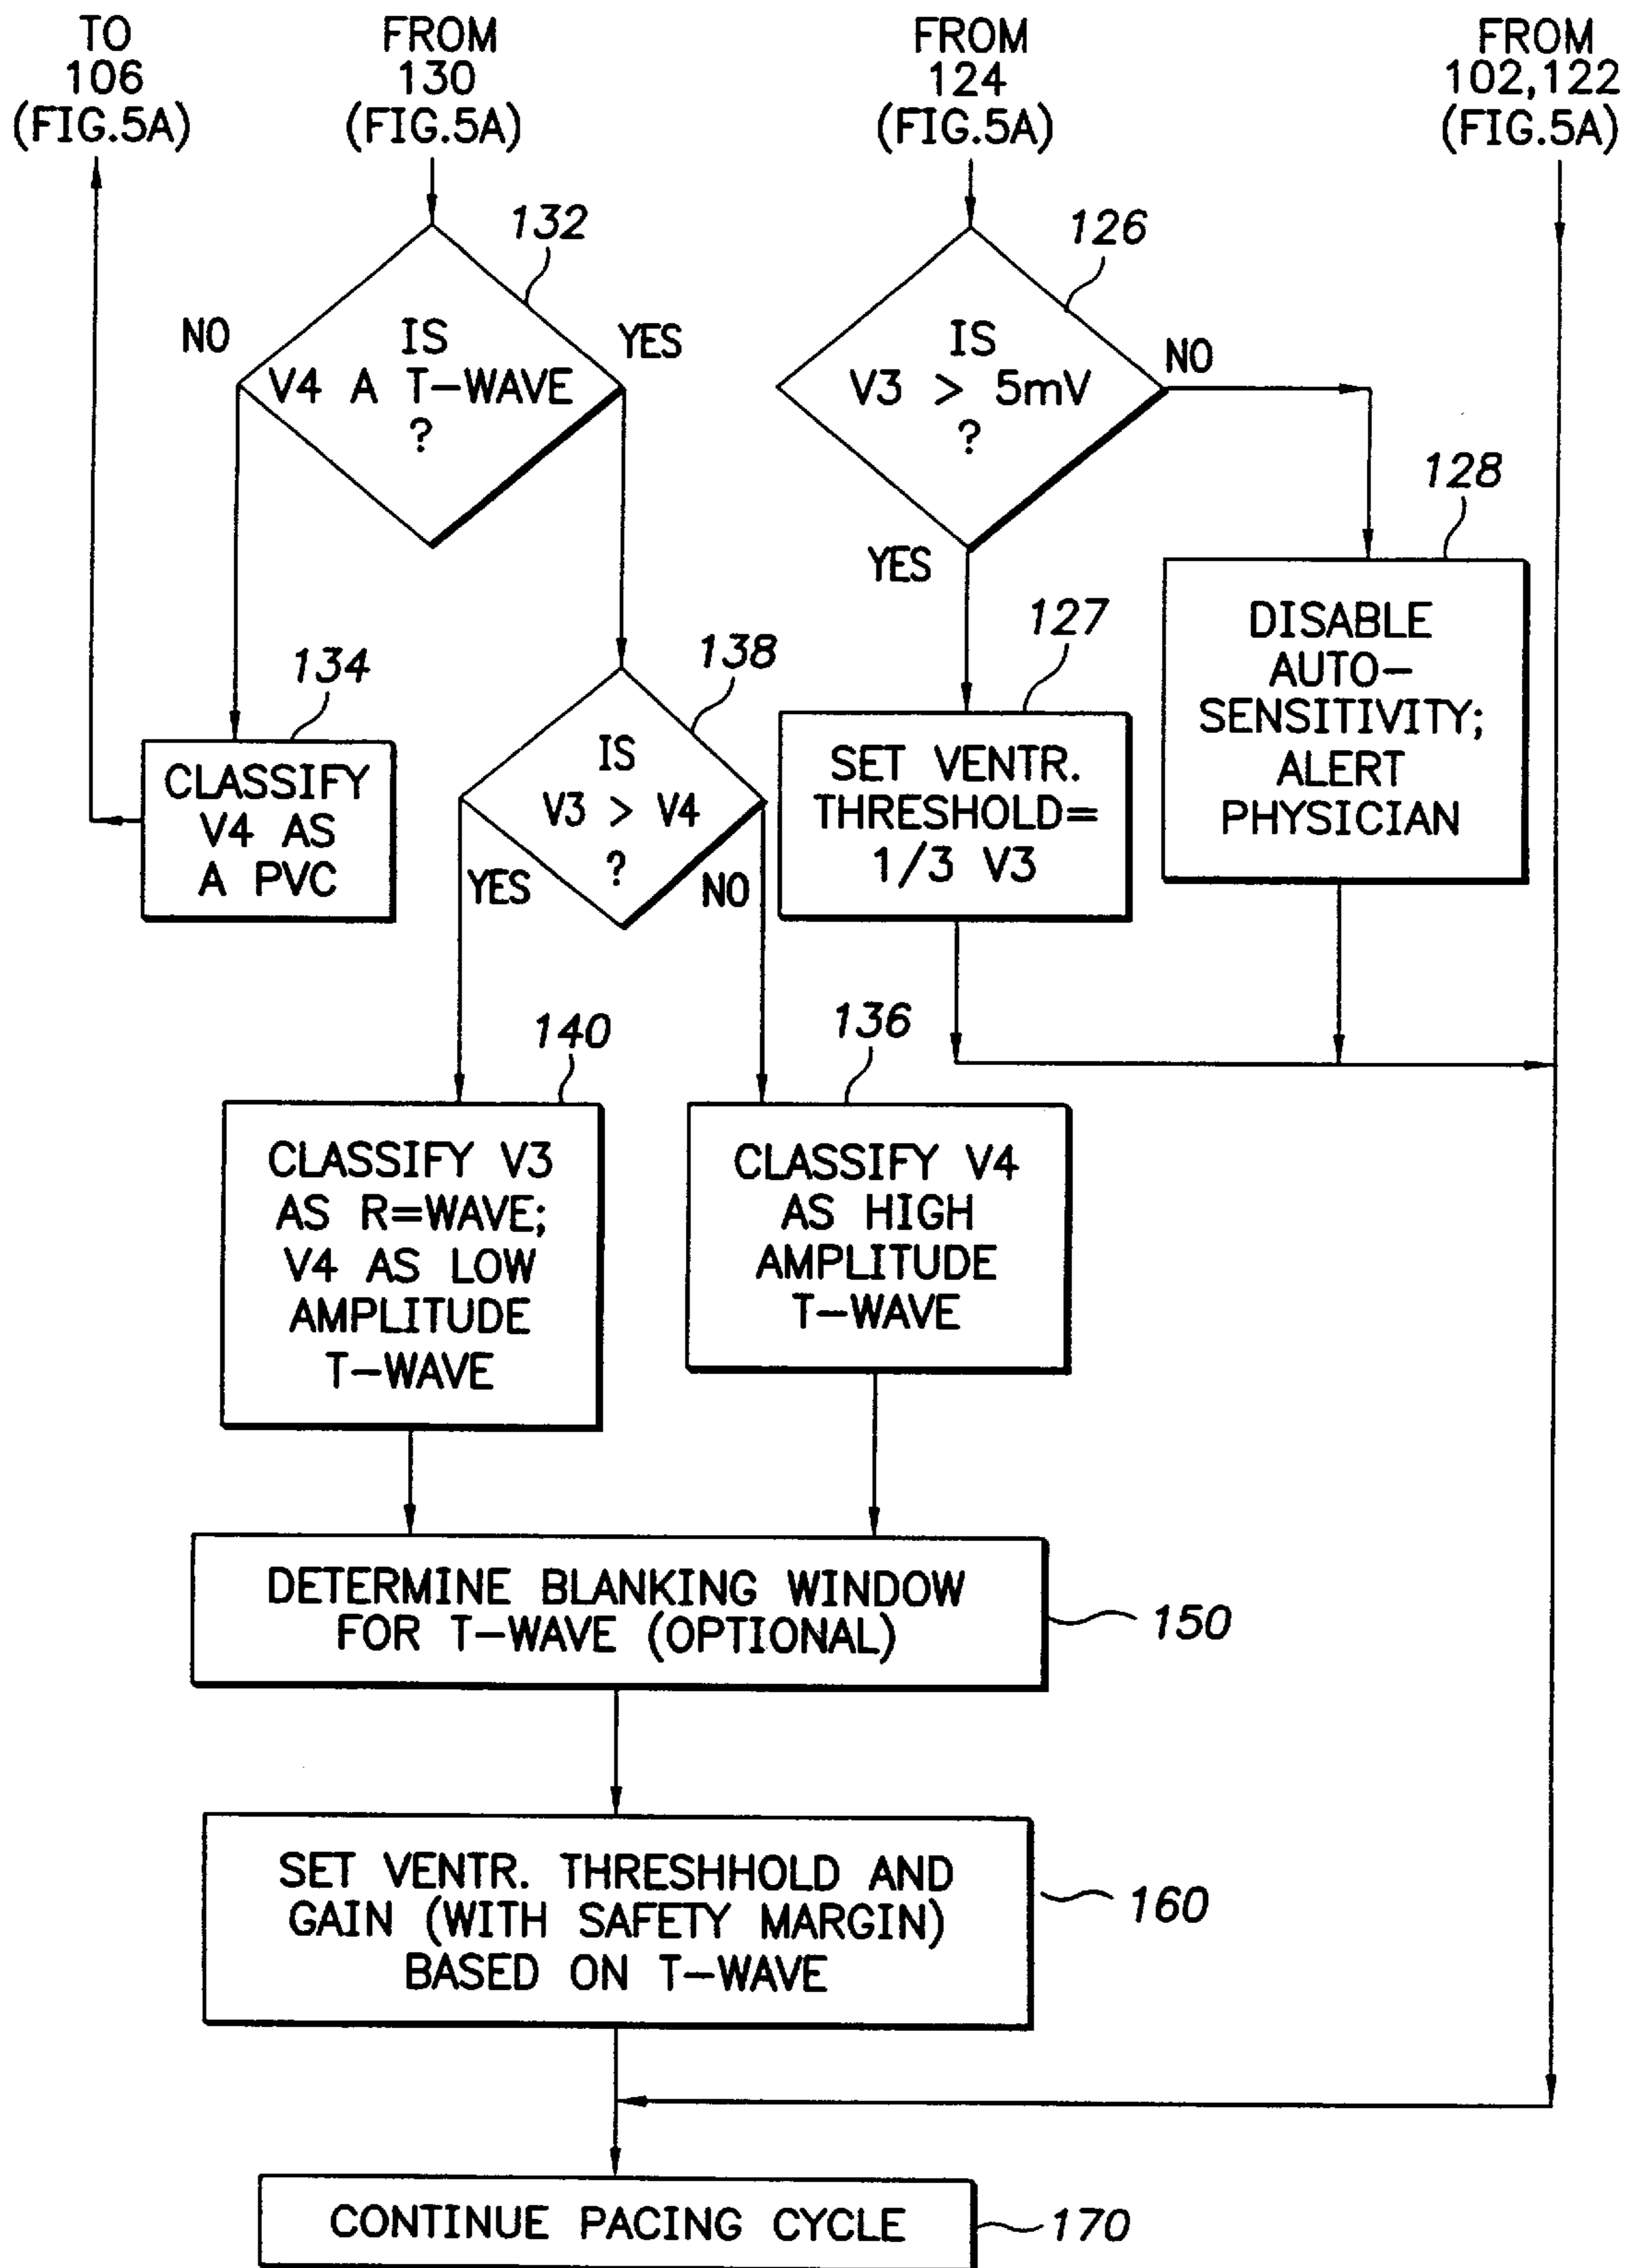 TO
106
(FIG.5A)
FROM
130
(FIG.5A)
FROM
124
(FIG.5A)
FROM
102,122
(FIG.5A)
132
NO
IS
V4 A T-WAVE
?
YES
126
IS
V3 > 5mV
?
NO
YES
128
DISABLE
AUTO-
SENSITIVITY;
ALERT
PHYSICIAN
134
CLASSIFY
V4 AS
A PVC
138
IS
V3 > V4
?
YES
NO
127
SET VENTR.
THRESHOLD=
1/3 V3
140
CLASSIFY V3
AS R=WAVE;
V4 AS LOW
AMPLITUDE
T-WAVE
136
CLASSIFY V4
AS HIGH
AMPLITUDE
T-WAVE
DETERMINE BLANKING WINDOW
FOR T-WAVE (OPTIONAL)
150
SET VENTR. THRESHHOLD AND
GAIN (WITH SAFETY MARGIN)
BASED ON T-WAVE
160
CONTINUE PACING CYCLE
170